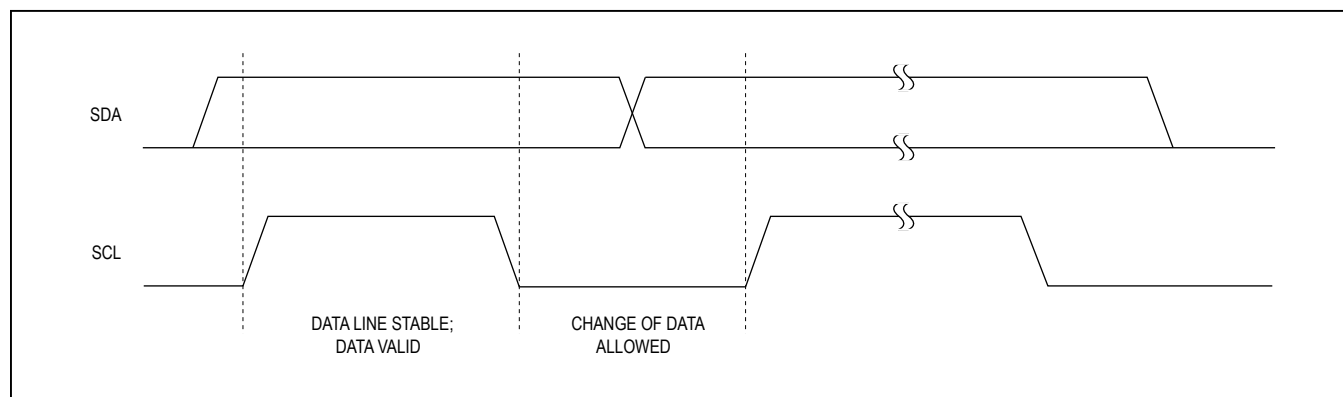 SDA
SCL
DATA LINE STABLE;
DATA VALID
CHANGE OF DATA
ALLOWED